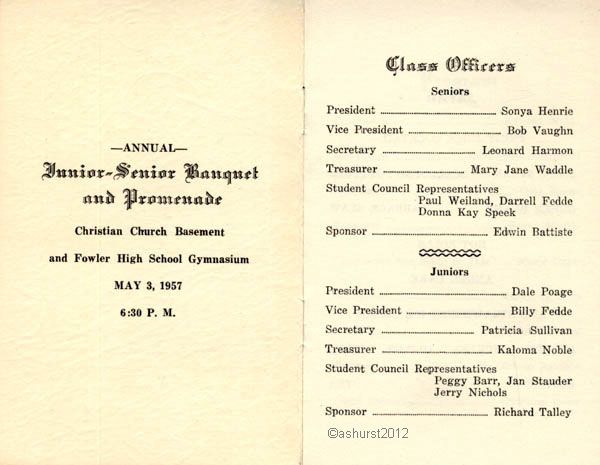 —ANNUAL—
Junior-Senior Banquet
and Promenade
Christian Church Basement
and Fowler High School Gymnasium
MAY 3, 1957
6:30 P. M.
Class Officers
Seniors
President Sonya Henrie
Vice President Bob Vaughn
Secretary Leonard Harmon
Treasurer Mary Jane Waddle
Student Council Representatives
Paul Weiland, Darrell Fedde
Donna Kay Speek
Sponsor Edwin Battiste
Juniors
President Dale Poage
Vice President Billy Fedde
Secretary Patricia Sullivan
Treasurer Kaloma Noble
Student Council Representatives
Peggy Barr, Jan Stauder
Jerry Nichols
Sponsor Richard Talley
©ashurst2012